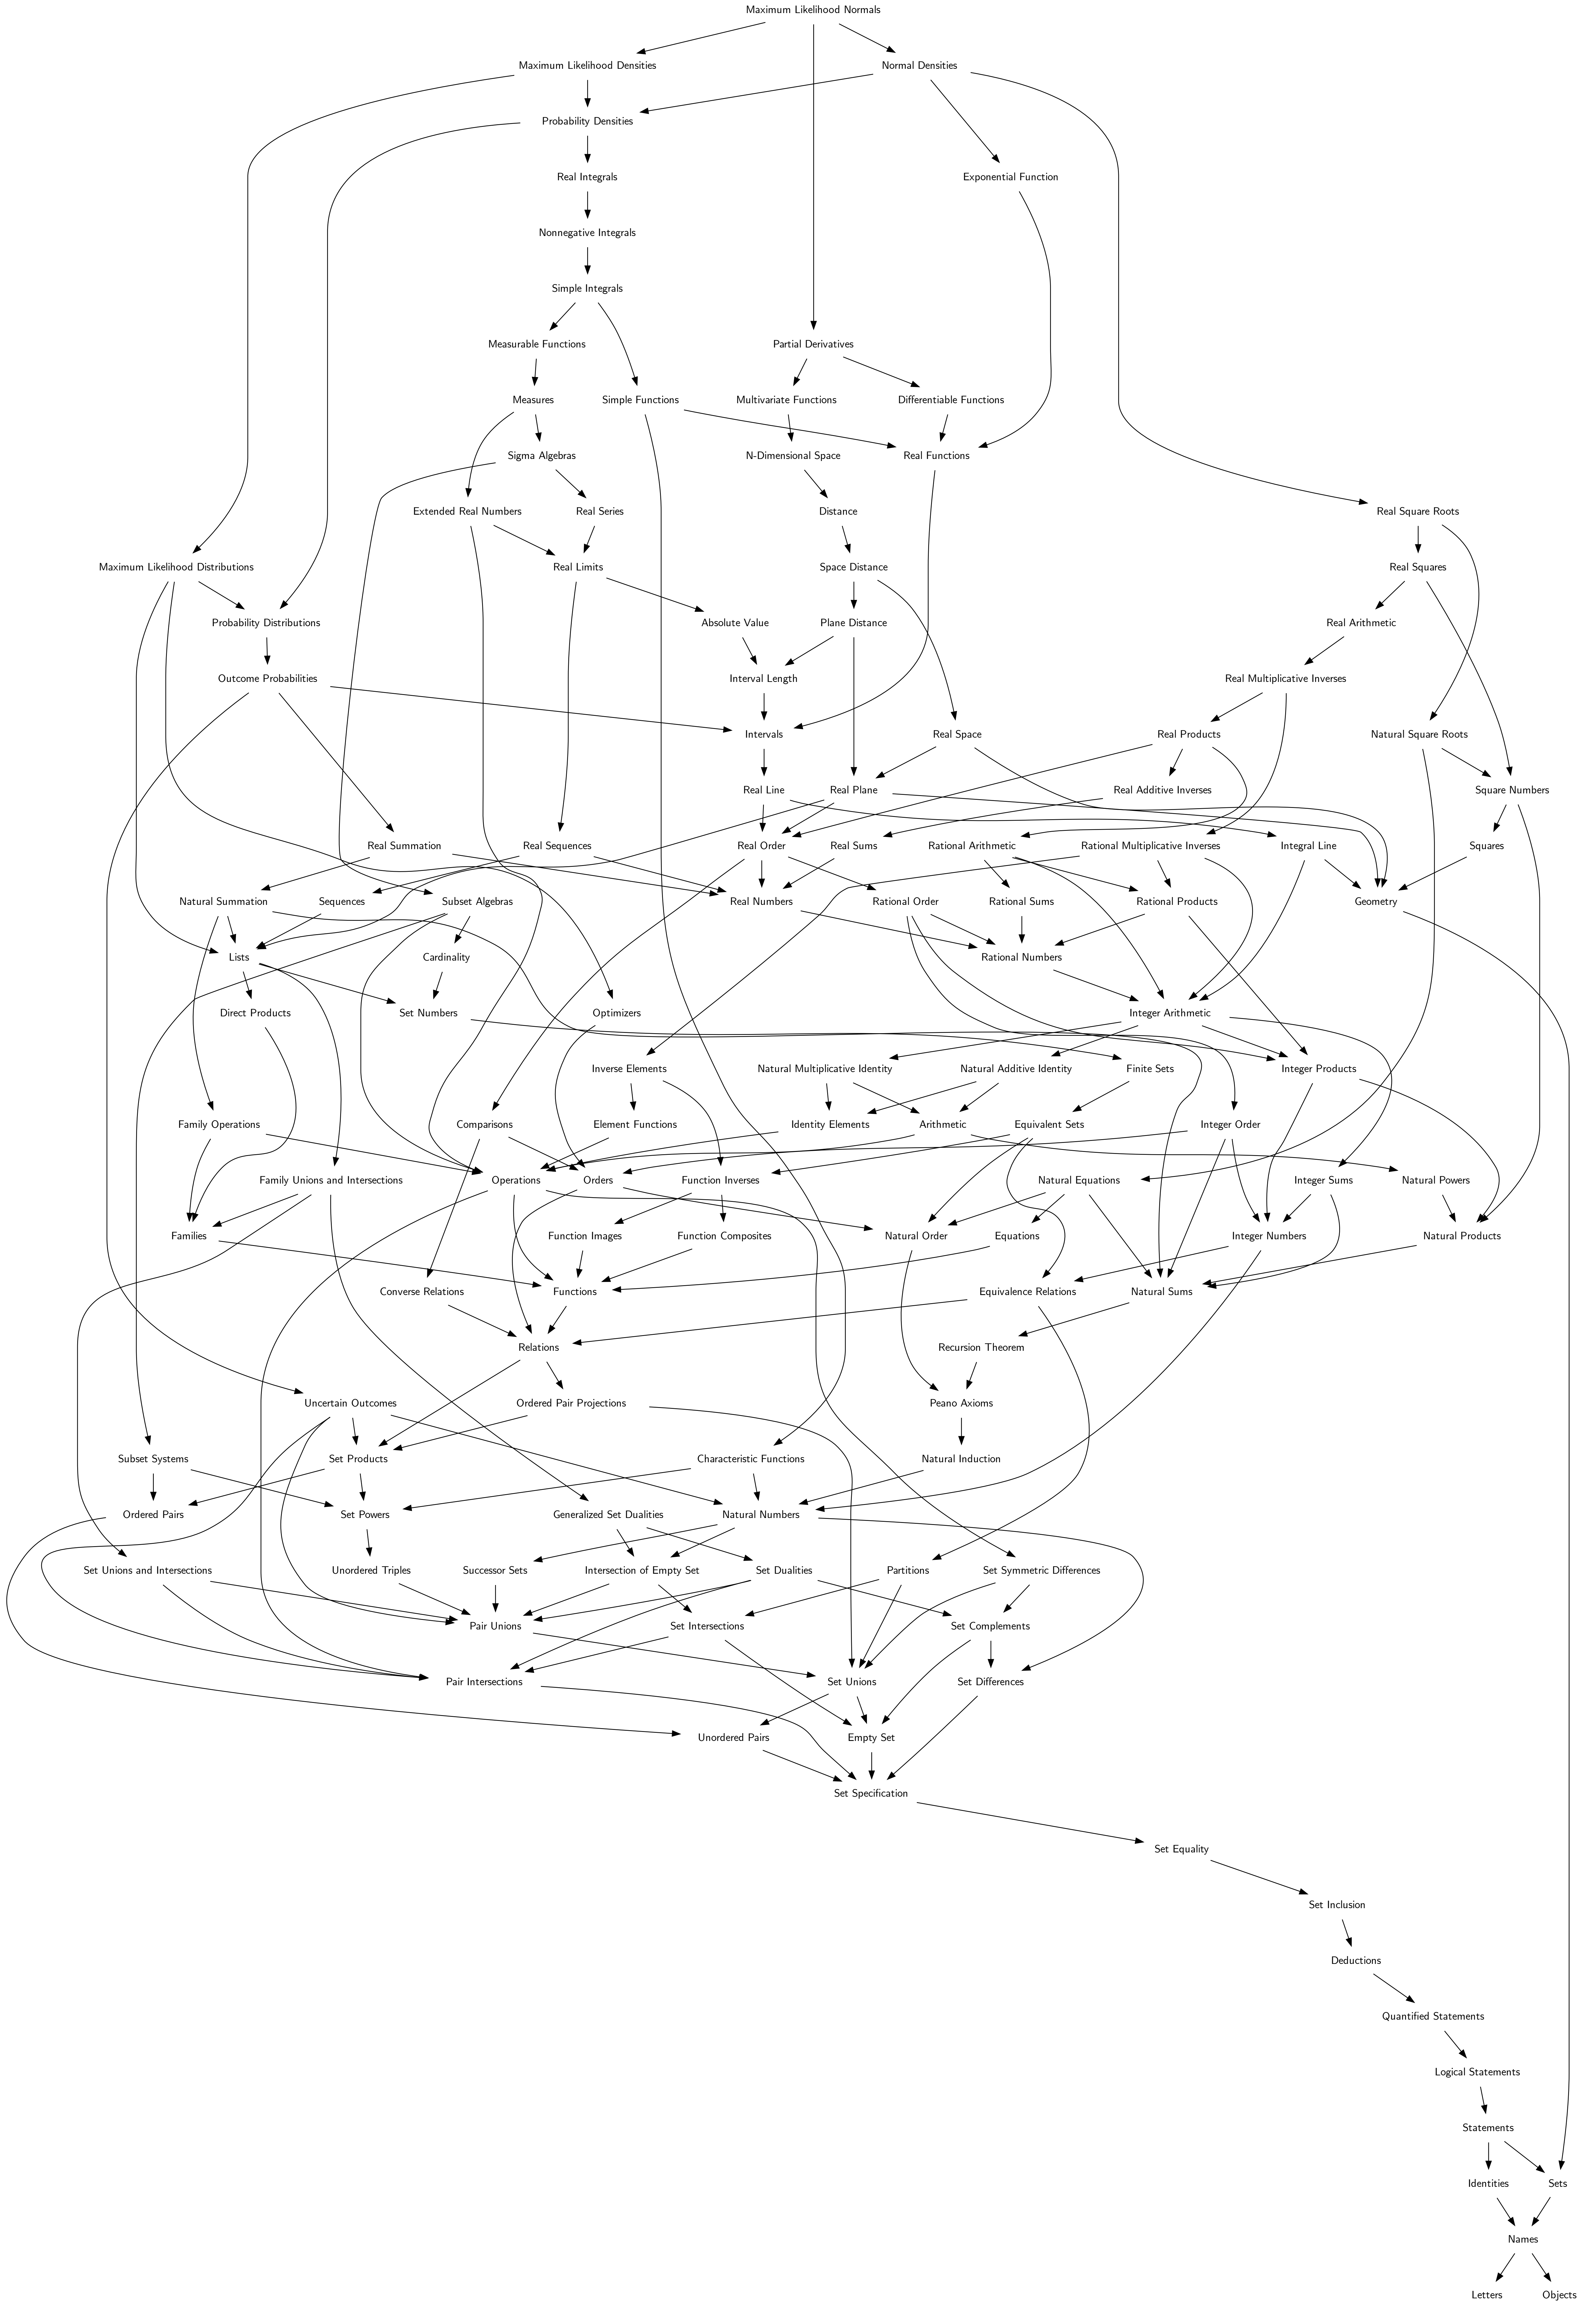 Maximum Likelihood Normals
Maximum Likelihood Densities
Normal Densities
Probability Densities
Real Integrals
Exponential Function
Nonnegative Integrals
Simple Integrals
Measurable Functions
Partial Derivatives
Measures
Simple Functions
Multivariate Functions
Differentiable Functions
Sigma Algebras
N-Dimensional Space
Real Functions
Extended Real Numbers
Real Series
Distance
Real Square Roots
Maximum Likelihood Distributions
Real Limits
Space Distance
Real Squares
Probability Distributions
Absolute Value
Plane Distance
Real Arithmetic
Outcome Probabilities
Interval Length
Real Multiplicative Inverses
Intervals
Real Space
Real Products
Natural Square Roots
Real Line
Real Plane
Real Additive Inverses
Square Numbers
Real Summation
Real Sequences
Real Order
Real Sums
Rational Arithmetic
Rational Multiplicative Inverses
Integral Line
Squares
Natural Summation
Sequences
Subset Algebras
Real Numbers
Rational Order
Rational Sums
Rational Products
Geometry
Lists
Cardinality
Rational Numbers
Direct Products
Set Numbers
Optimizers
Integer Arithmetic
Inverse Elements
Natural Multiplicative Identity
Natural Additive Identity
Finite Sets
Integer Products
Family Operations
Comparisons
Element Functions
Identity Elements
Arithmetic
Equivalent Sets
Integer Order
Family Unions and Intersections
Operations
Orders
Function Inverses
Natural Equations
Integer Sums
Natural Powers
Families
Function Images
Function Composites
Natural Order
Equations
Integer Numbers
Natural Products
Converse Relations
Functions
Equivalence Relations
Natural Sums
Relations
Recursion Theorem
Uncertain Outcomes
Ordered Pair Projections
Peano Axioms
Subset Systems
Set Products
Characteristic Functions
Natural Induction
Ordered Pairs
Set Powers
Generalized Set Dualities
Natural Numbers
Set Unions and Intersections
Unordered Triples
Successor Sets
Intersection of Empty Set
Set Dualities
Partitions
Set Symmetric Differences
Pair Unions
Set Intersections
Set Complements
Pair Intersections
Set Unions
Set Differences
Unordered Pairs
Empty Set
Set Specification
Set Equality
Set Inclusion
Deductions
Quantified Statements
Logical Statements
Statements
Identities
Sets
Names
Letters
Objects